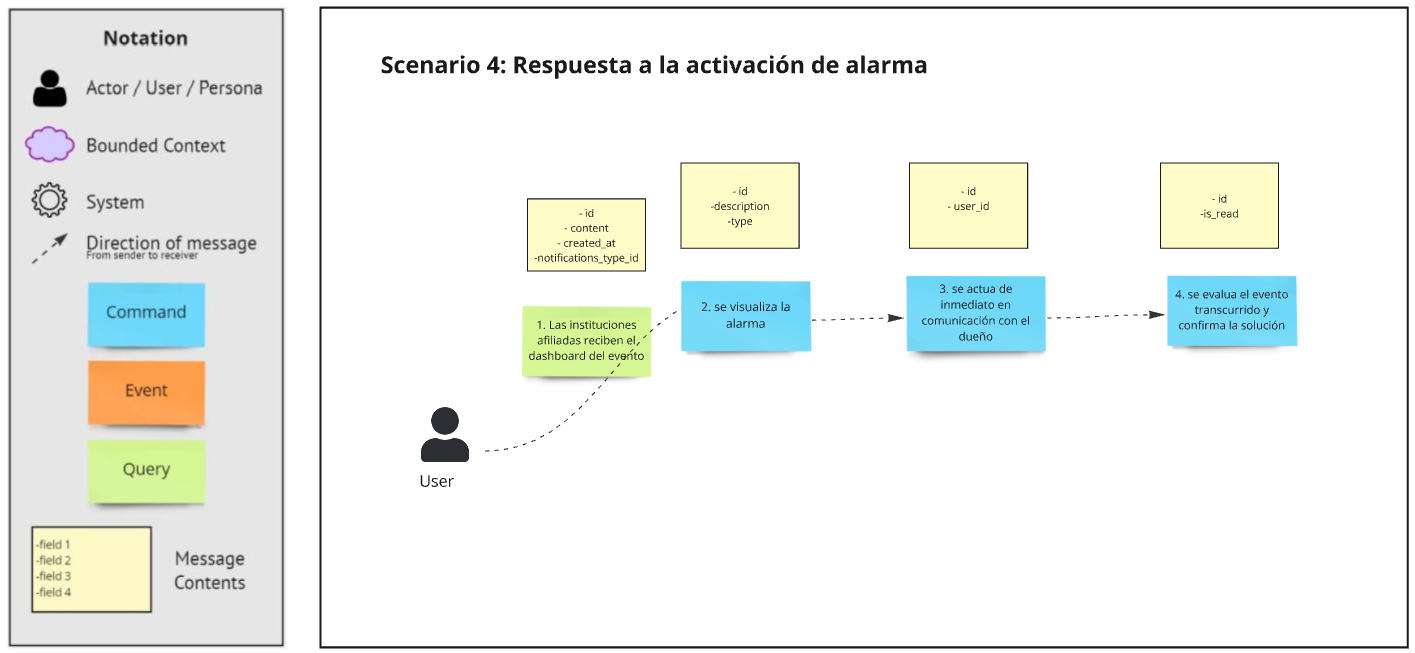 Notation
Actor / User / Persona
Bounded Context
System
Direction of message
From sender to receiver
Command
Event
Query
-field 1
-field 2
-field 3
-field 4
Message
Contents
Scenario 4: Respuesta a la activación de alarma
- id
- content
- created_at
-notifications_type_id
- id
-description
-type
- id
- user_id
- id
-is_read
1. Las instituciones
afiliadas reciben el
dashboard del evento
2. se visualiza la
alarma
3. se actua de
inmediato en
comunicación con el
dueño
4. se evalua el evento
transcurrido y
confirma la solución
User